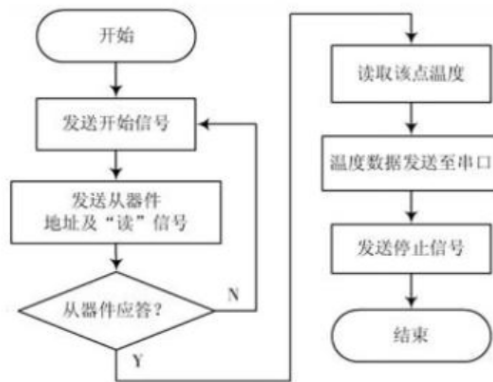 开始
发送开始信号
发送从器件
地址及“读”信号
从器件应答？
N
Y
读取该点温度
温度数据发送至串口
发送停止信号
结束